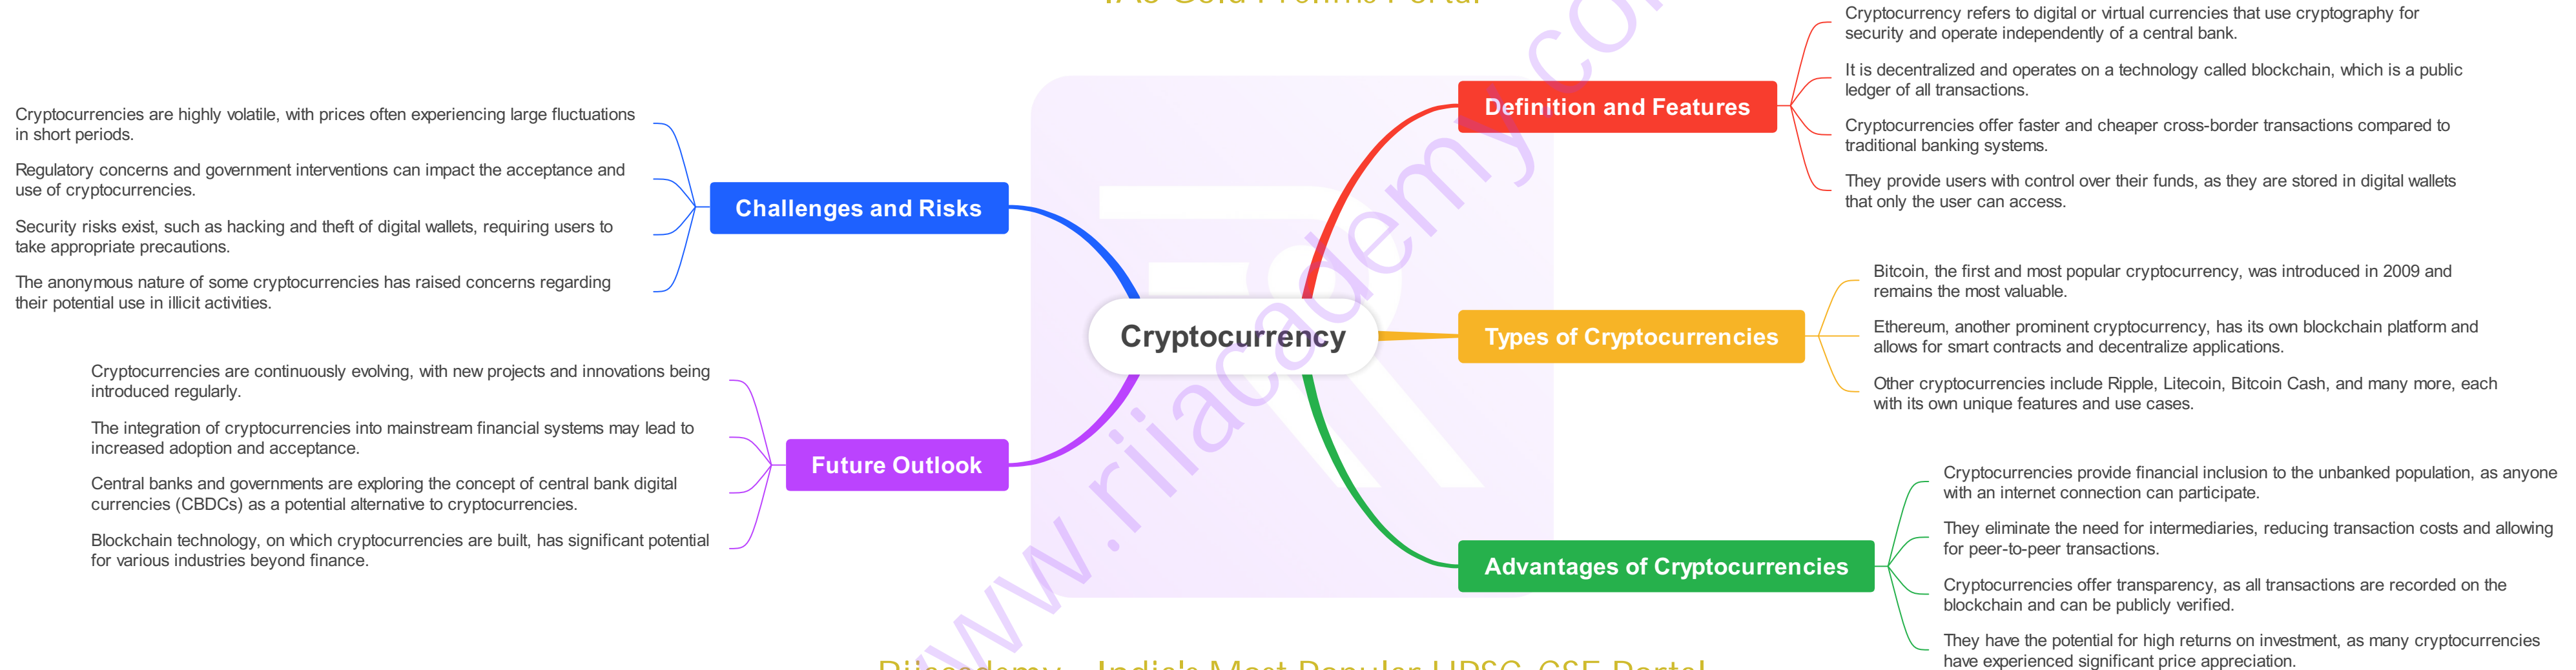 IAS Gold Prelims Portal
Cryptocurrency
Definition and Features
Cryptocurrency refers to digital or virtual currencies that use cryptography for
security and operate independently of a central bank.
It is decentralized and operates on a technology called blockchain, which is a public
ledger of all transactions.
Cryptocurrencies offer faster and cheaper cross-border transactions compared to
traditional banking systems.
They provide users with control over their funds, as they are stored in digital wallets
that only the user can access.
Types of Cryptocurrencies
Bitcoin, the first and most popular cryptocurrency, was introduced in 2009 and
remains the most valuable.
Ethereum, another prominent cryptocurrency, has its own blockchain platform and
allows for smart contracts and decentralize applications.
Other cryptocurrencies include Ripple, Litecoin, Bitcoin Cash, and many more, each
with its own unique features and use cases.
Advantages of Cryptocurrencies
Cryptocurrencies provide financial inclusion to the unbanked population, as anyone
with an internet connection can participate.
They eliminate the need for intermediaries, reducing transaction costs and allowing
for peer-to-peer transactions.
Cryptocurrencies offer transparency, as all transactions are recorded on the
blockchain and can be publicly verified.
They have the potential for high returns on investment, as many cryptocurrencies
have experienced significant price appreciation.
Challenges and Risks
Cryptocurrencies are highly volatile, with prices often experiencing large fluctuations
in short periods.
Regulatory concerns and government interventions can impact the acceptance and
use of cryptocurrencies.
Security risks exist, such as hacking and theft of digital wallets, requiring users to
take appropriate precautions.
The anonymous nature of some cryptocurrencies has raised concerns regarding
their potential use in illicit activities.
Future Outlook
Cryptocurrencies are continuously evolving, with new projects and innovations being
introduced regularly.
The integration of cryptocurrencies into mainstream financial systems may lead to
increased adoption and acceptance.
Central banks and governments are exploring the concept of central bank digital
currencies (CBDCs) as a potential alternative to cryptocurrencies.
Blockchain technology, on which cryptocurrencies are built, has significant potential
for various industries beyond finance.
www.riiacademy.co
India's Most Popular UPSC CSE Portal